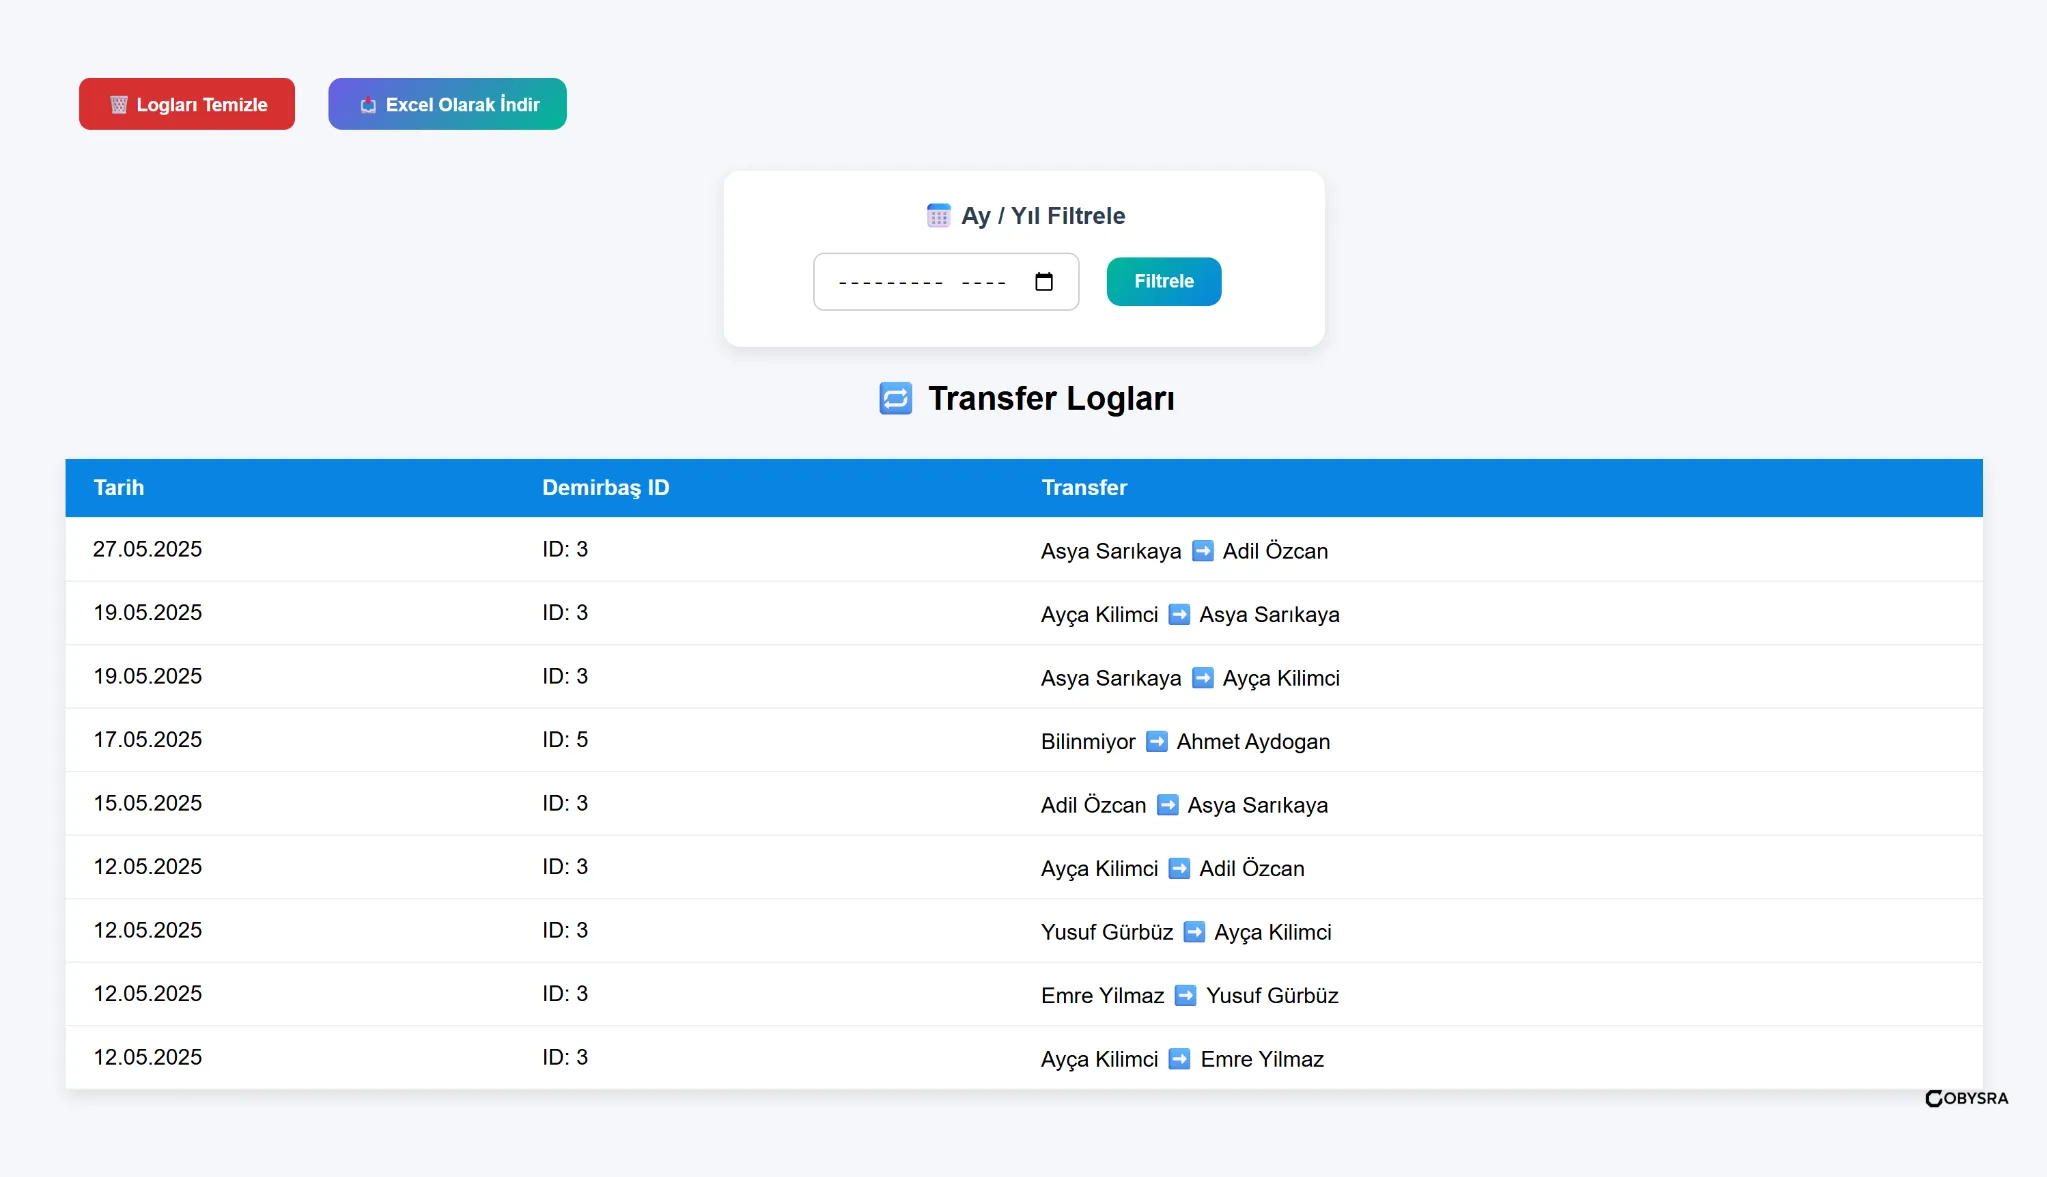 Logları Temizle
Excel Olarak İndir
Ay / Yıl Filtrele
--------- ----
Filtrele
Transfer Logları
Tarih Demirbaş ID Transfer
27.05.2025 ID: 3 Asya Sarıkaya ➡ Adil Özcan
19.05.2025 ID: 3 Ayça Kilimci ➡ Asya Sarıkaya
19.05.2025 ID: 3 Asya Sarıkaya ➡ Ayça Kilimci
17.05.2025 ID: 5 Bilinmiyor ➡ Ahmet Aydogan
15.05.2025 ID: 3 Adil Özcan ➡ Asya Sarıkaya
12.05.2025 ID: 3 Ayça Kilimci ➡ Adil Özcan
12.05.2025 ID: 3 Yusuf Gürbüz ➡ Ayça Kilimci
12.05.2025 ID: 3 Emre Yilmaz ➡ Yusuf Gürbüz
12.05.2025 ID: 3 Ayça Kilimci ➡ Emre Yilmaz
COBYSRA